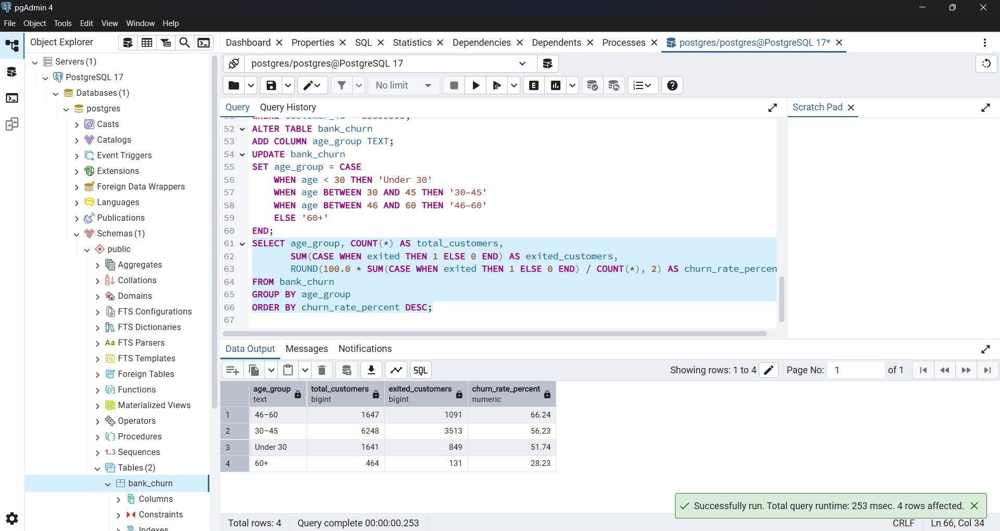 pgAdmin 4
File Object Tools Edit View Window Help
Object Explorer
Dashboard Properties SQL Statistics Dependencies Dependents Processes postgres/postgres@PostgreSQL 17*
Servers (1)
PostgreSQL 17
Databases (1)
postgres
Casts
Catalogs
Event Triggers
Extensions
Foreign Data Wrappers
Languages
Publications
Schemas (1)
public
Aggregates
Collations
Domains
FTS Configurations
FTS Dictionaries
Aa FTS Parsers
FTS Templates
Foreign Tables
Functions
Materialized Views
Operators
Procedures
1..3 Sequences
Tables (2)
bank_churn
Columns
Constraints
Indexes
postgres/postgres@PostgreSQL 17
No limit
E
Query Query History
Scratch Pad
52 ALTER TABLE bank_churn
53 ADD COLUMN age_group TEXT;
54 UPDATE bank_churn
55 SET age_group = CASE
56 WHEN age < 30 THEN 'Under 30'
57 WHEN age BETWEEN 30 AND 45 THEN '30-45'
58 WHEN age BETWEEN 46 AND 60 THEN '46-60'
59 ELSE '60+'
60 END;
61 SELECT age_group, COUNT(*) AS total_customers,
62 SUM(CASE WHEN exited THEN 1 ELSE 0 END) AS exited_customers,
63 ROUND(100.0 * SUM(CASE WHEN exited THEN 1 ELSE 0 END) / COUNT(*), 2) AS churn_rate_percen
64 FROM bank_churn
65 GROUP BY age_group
66 ORDER BY churn_rate_percent DESC;
67
Data Output Messages Notifications
SQL
Showing rows: 1 to 4 Page No: 1 of 1
age_group text total_customers bigint exited_customers bigint churn_rate_percent numeric
1 46-60 1647 1091 66.24
2 30-45 6248 3513 56.23
3 Under 30 1641 849 51.74
4 60+ 464 131 28.23
Successfully run. Total query runtime: 253 msec. 4 rows affected.
Total rows: 4 Query complete 00:00:00.253 CRLF Ln 66, Col 34